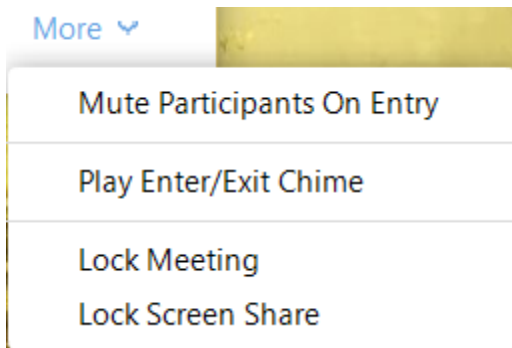 More
Mute Participants On Entry
Play Enter/Exit Chime
Lock Meeting
Lock Screen Share